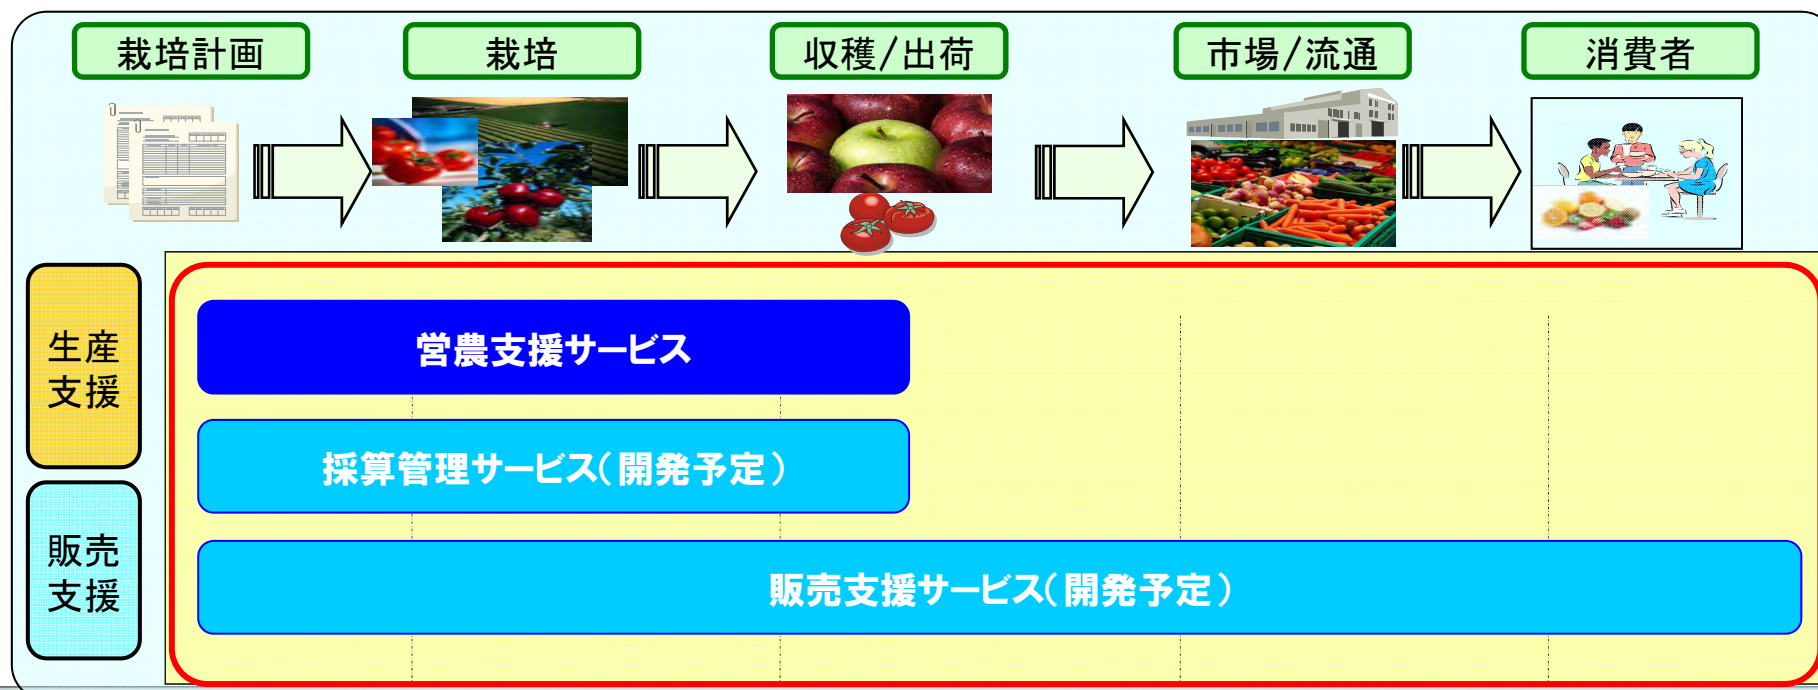 栽培計画
栽培
収穫/出荷
市場/流通
消費者
生産
支援
営農支援サービス
採算管理サービス(開発予定)
販売
支援
販売支援サービス(開発予定)